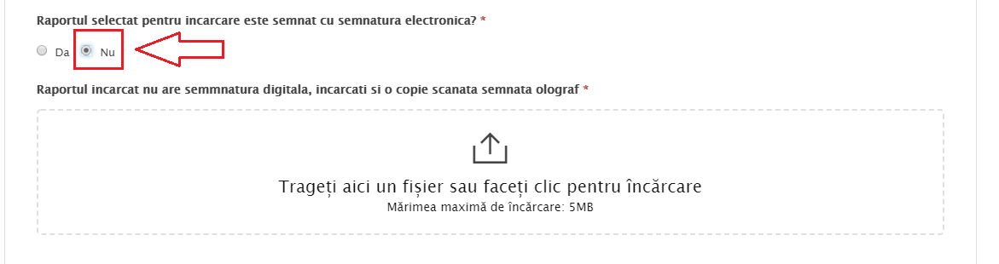 Raportul selectat pentru incarcare este semnat cu semnatura electronica? *
Da Nu
Raportul incarcat nu are semmnatura digitala, incarcati si o copie scanata semnata olograf *
Trageți aici un fișier sau faceți clic pentru încărcare
Mărimea maximă de încărcare: 5MB